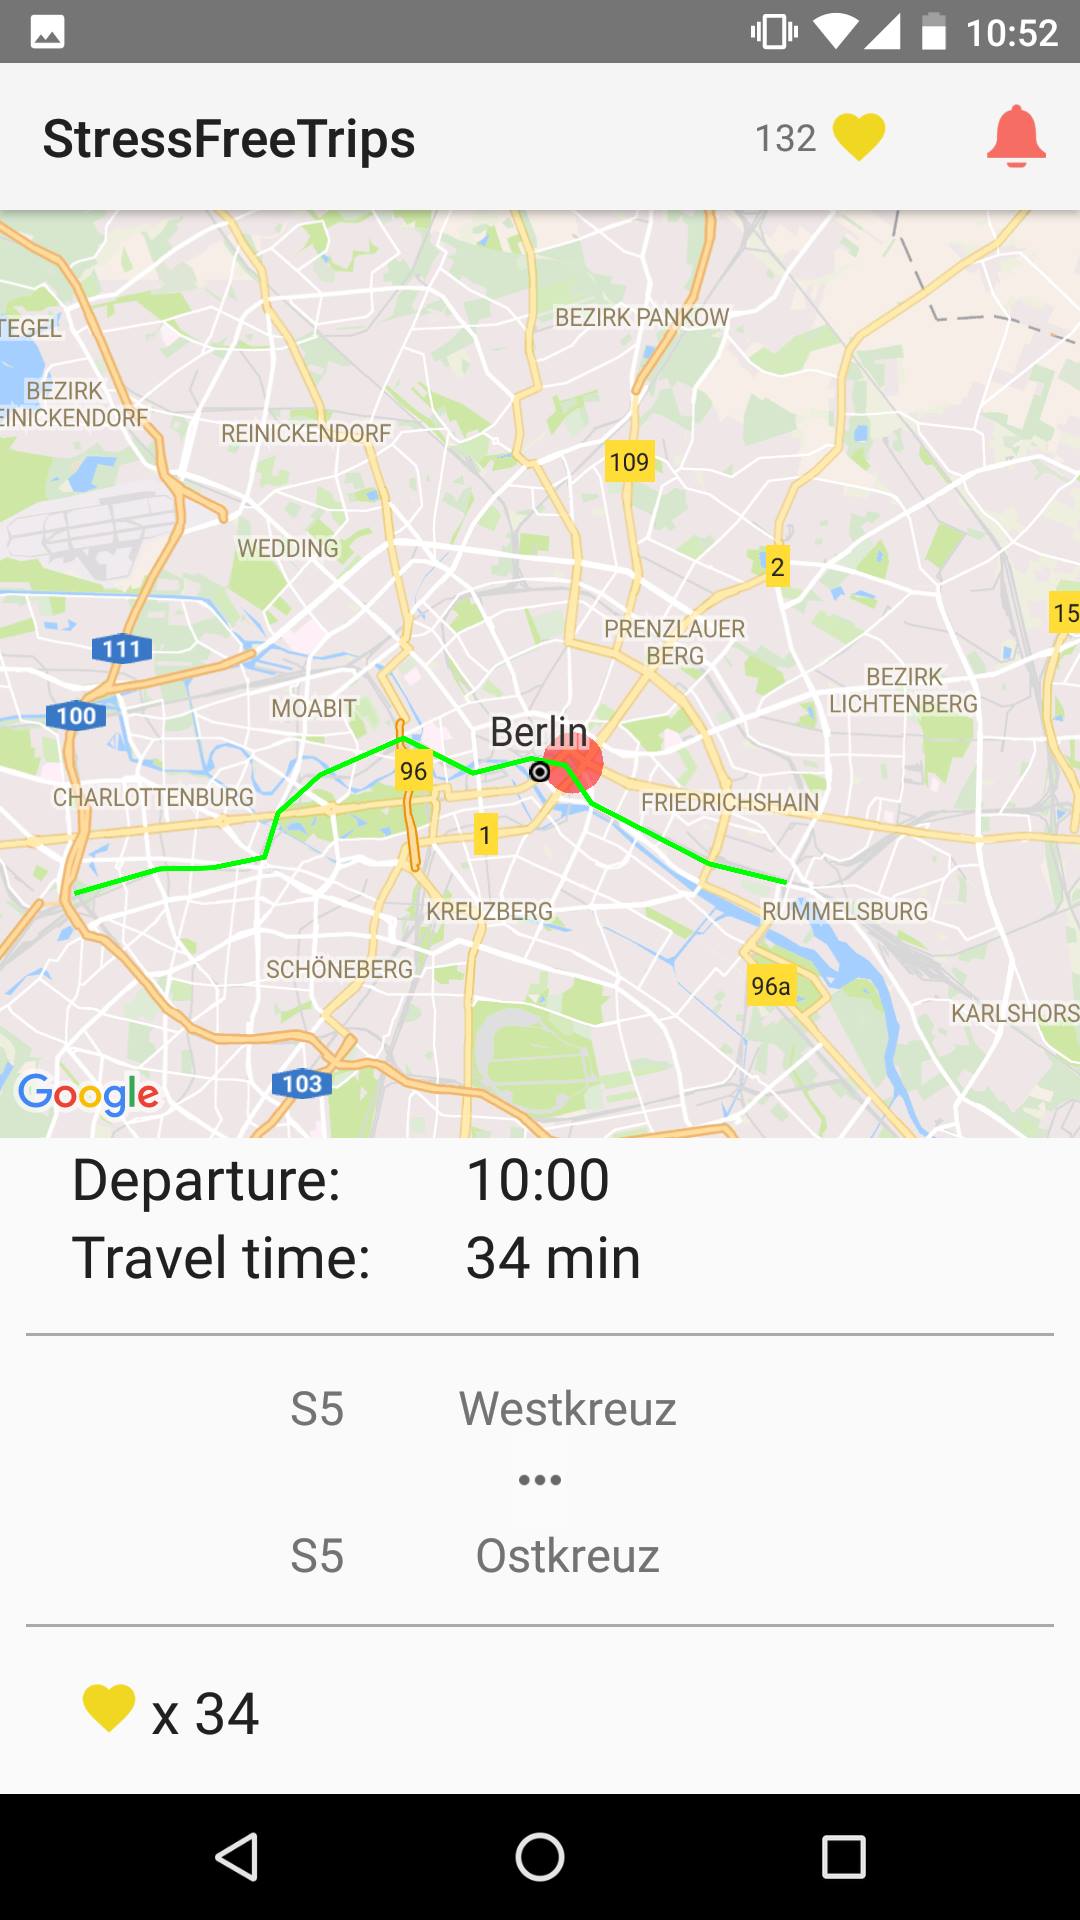 10:52
StressFreeTrips
132
BEZIRK PANKOW
TEGEL
BEZIRK
EINICKENDORF
REINICKENDORF
109
WEDDING
2
15
PRENZLAUER
BERG
111
BEZIRK
LICHTENBERG
100
MOABIT
Berlin
96
CHARLOTTENBURG
FRIEDRICHSHAIN
1
KREUZBERG
RUMMELSBURG
SCHÖNEBERG
96a
KARLSHORS
103
Google
Departure: 10:00
Travel time: 34 min
S5 Westkreuz
•••
S5 Ostkreuz
x 34